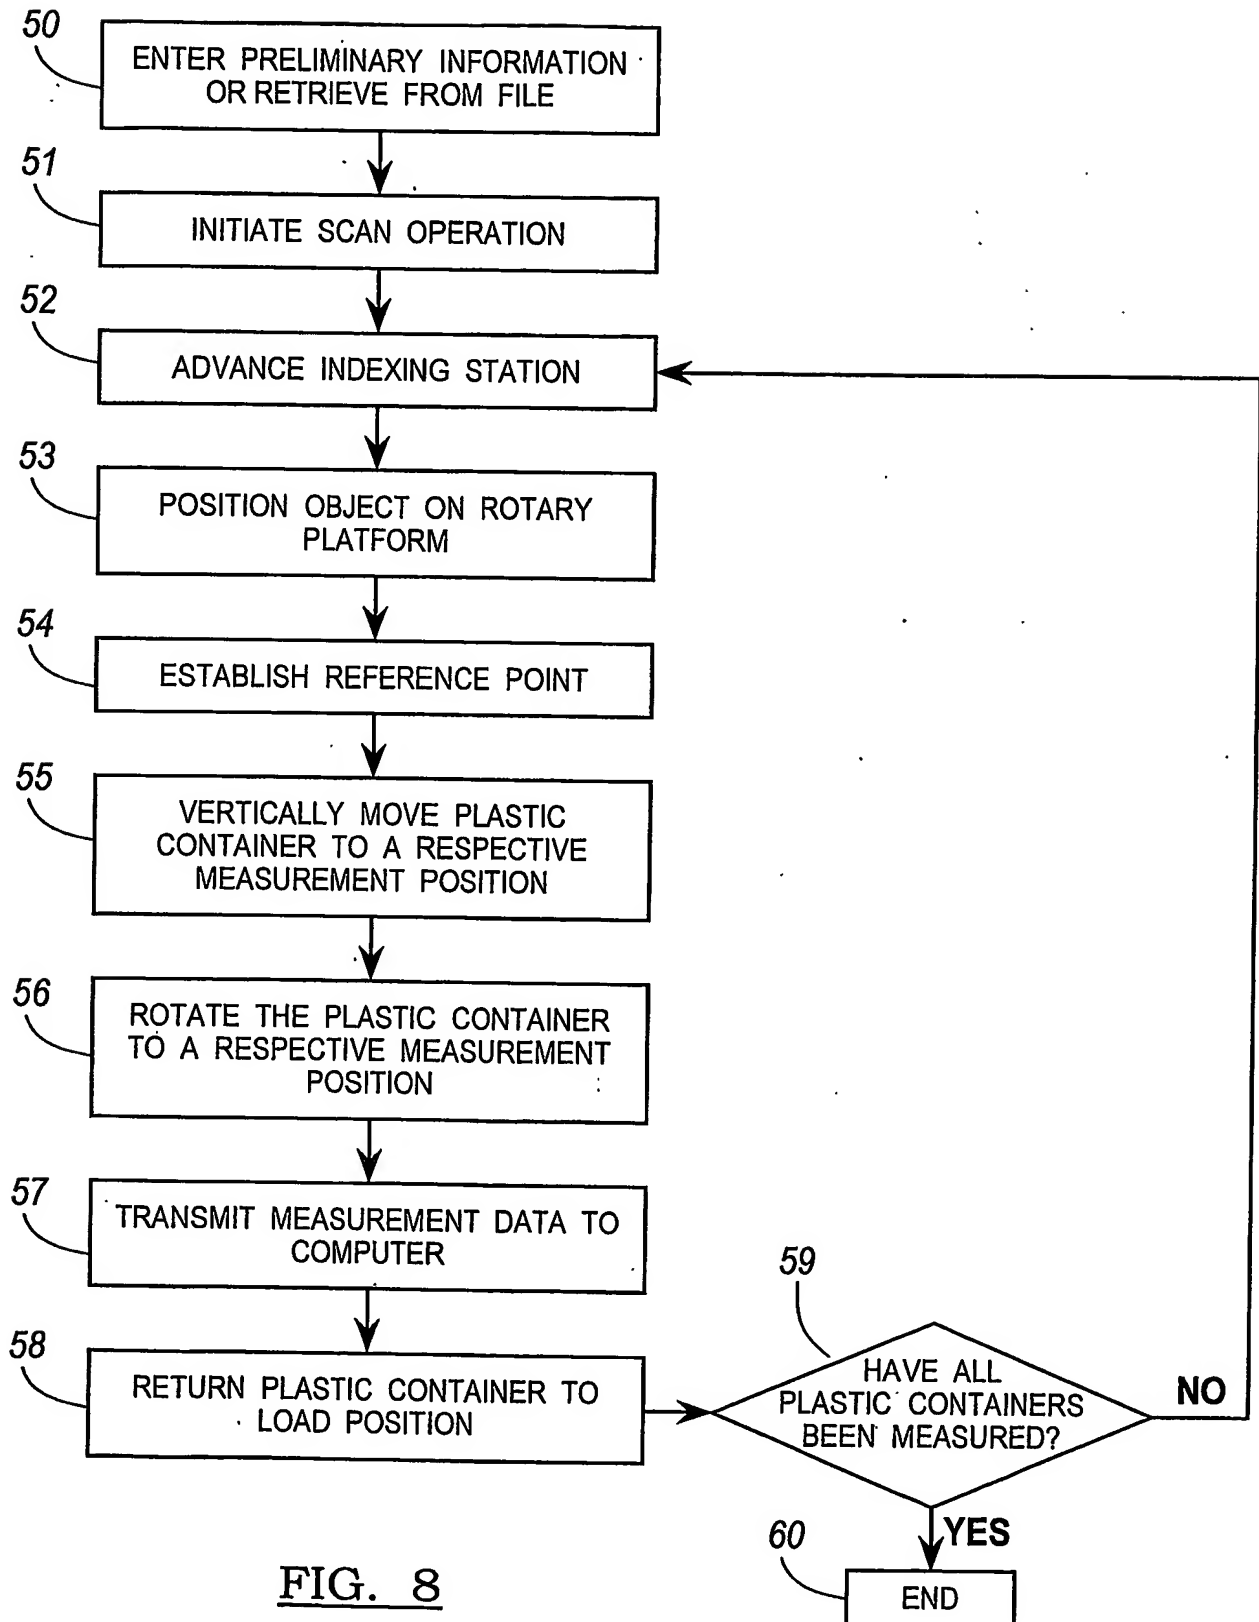 50
ENTER PRELIMINARY INFORMATION
OR RETRIEVE FROM FILE
51
INITIATE SCAN OPERATION
52
ADVANCE INDEXING STATION
53
POSITION OBJECT ON ROTARY
PLATFORM
54
ESTABLISH REFERENCE POINT
55
VERTICALLY MOVE PLASTIC
CONTAINER TO A RESPECTIVE
MEASUREMENT POSITION
56
ROTATE THE PLASTIC CONTAINER
TO A RESPECTIVE MEASUREMENT
POSITION
57
TRANSMIT MEASUREMENT DATA TO
COMPUTER
58
RETURN PLASTIC CONTAINER TO
LOAD POSITION
59
HAVE ALL
PLASTIC CONTAINERS
BEEN MEASURED?
NO
YES
60
END
FIG. 8